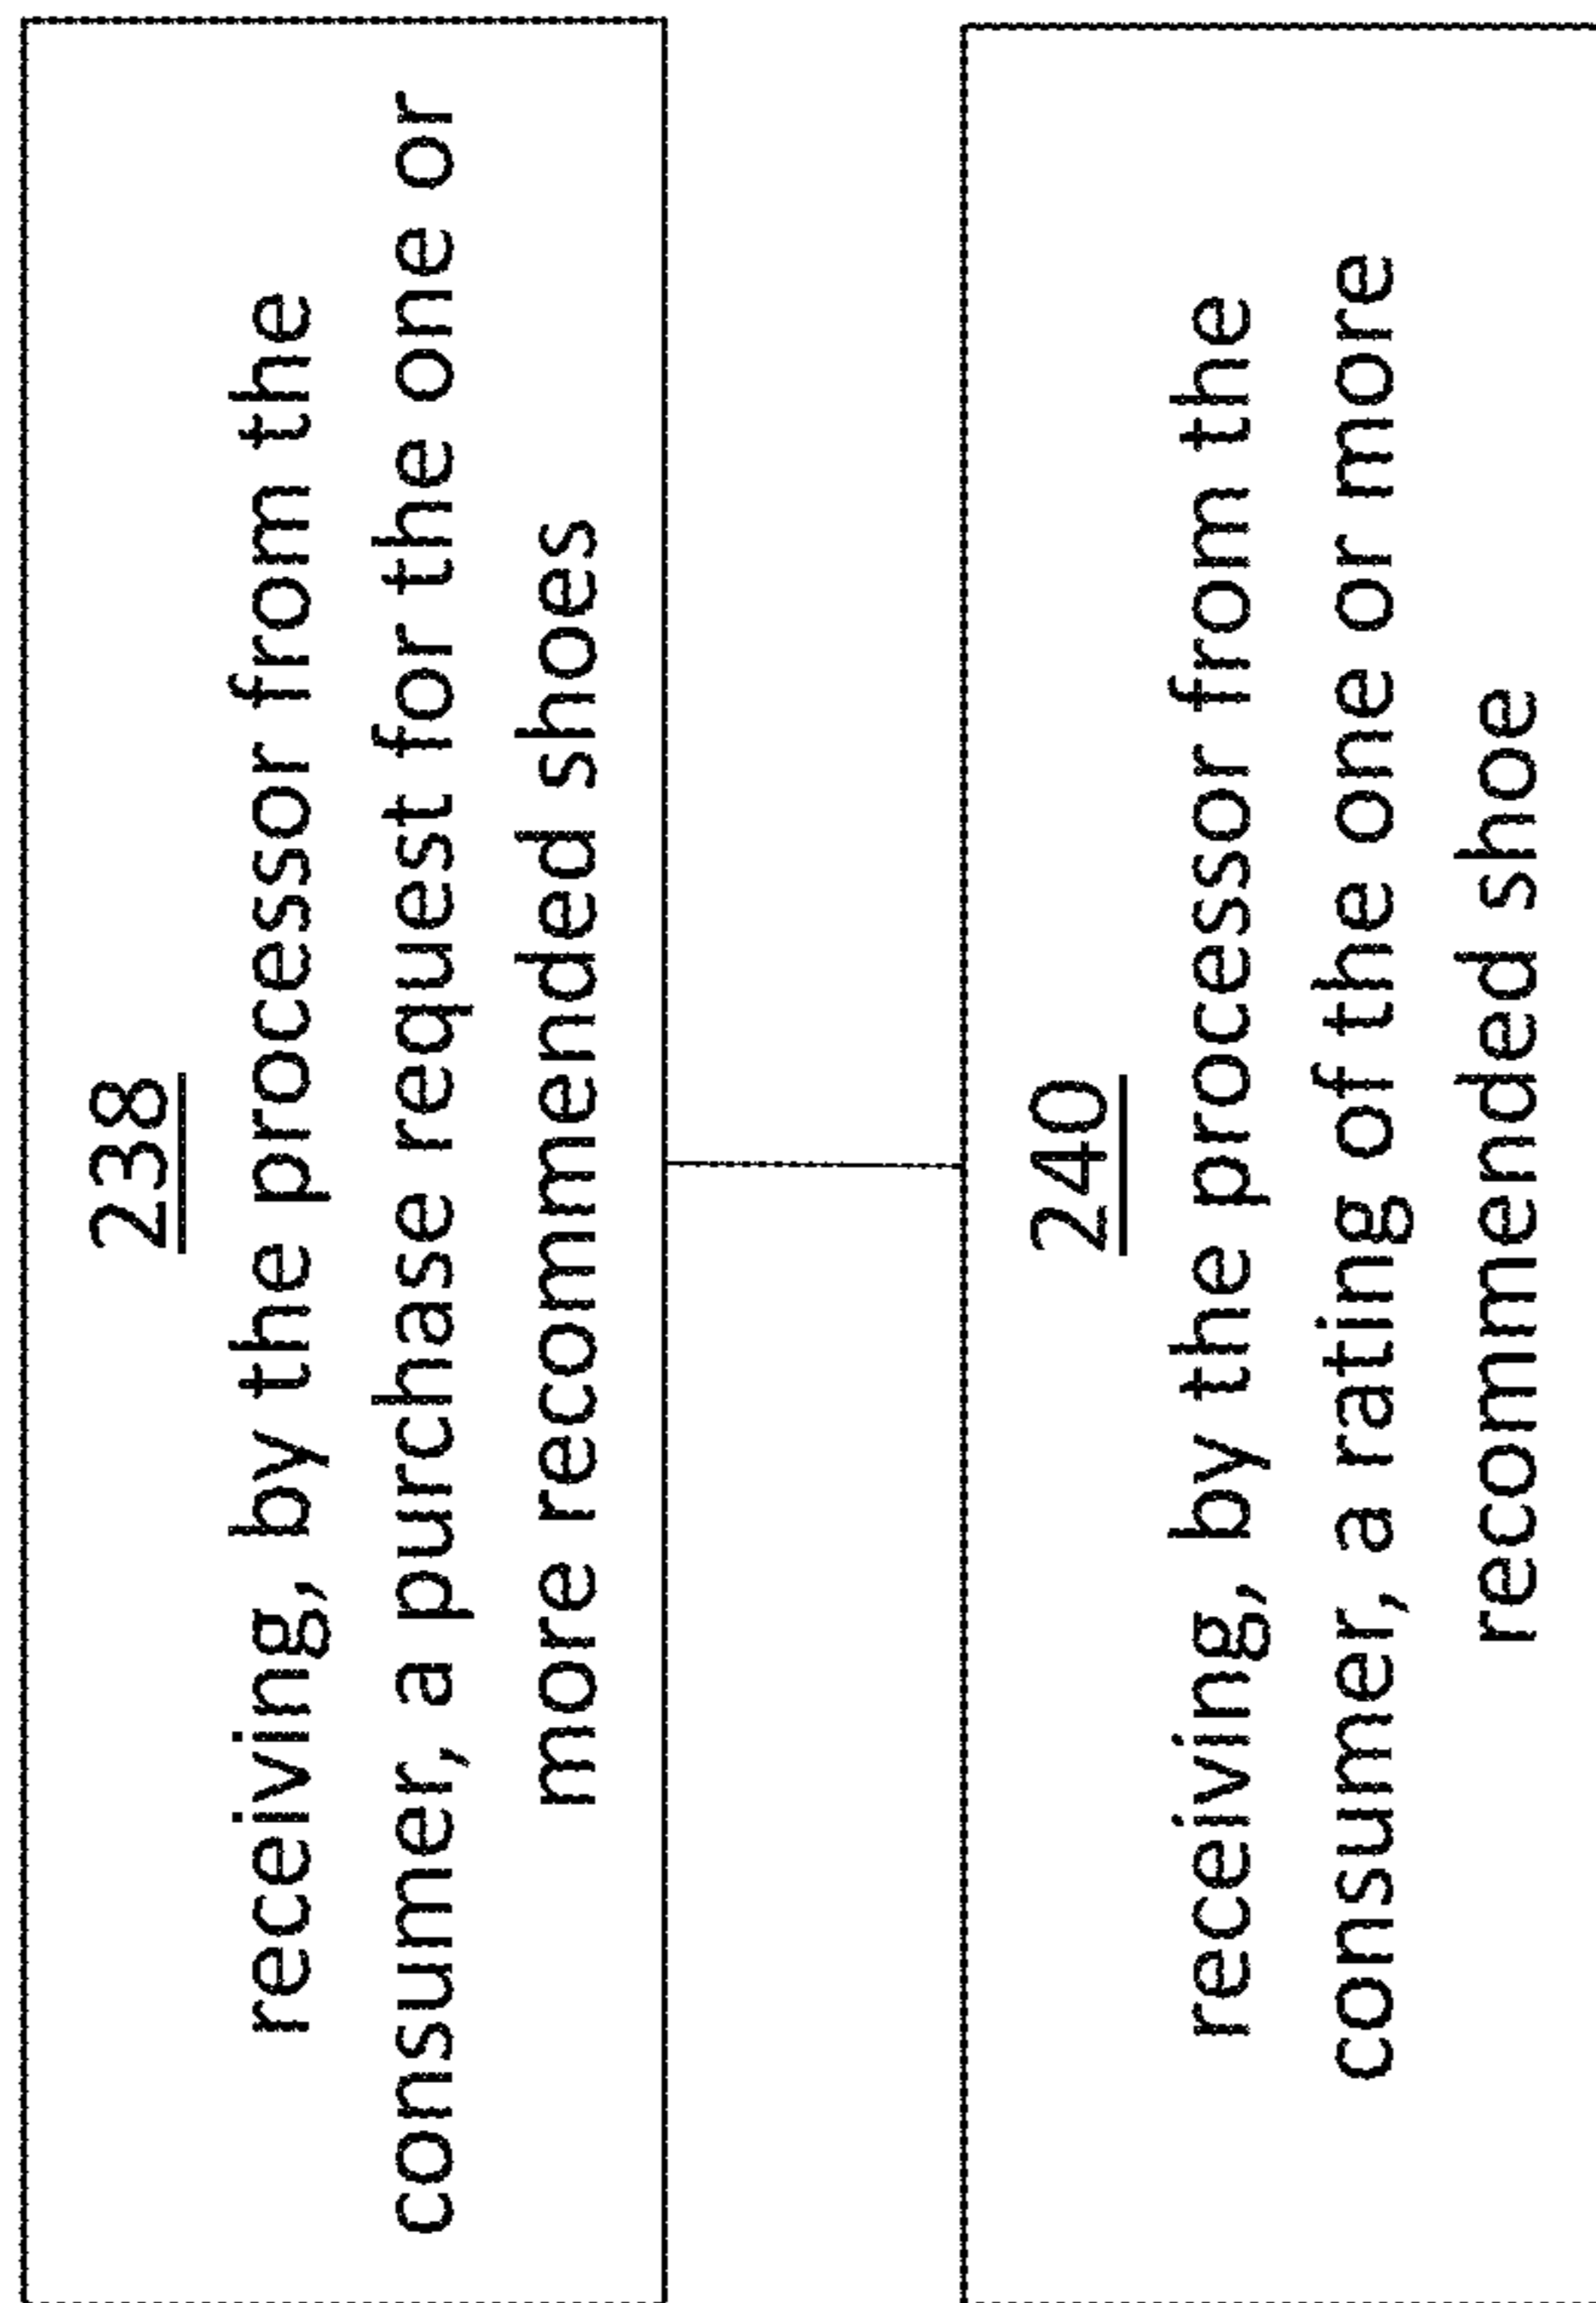 238
receiving, by the processor from the
consumer, a purchase request for the one or
more recommended shoes
240
receiving, by the processor from the
consumer, a rating of the one or more
recommended shoe